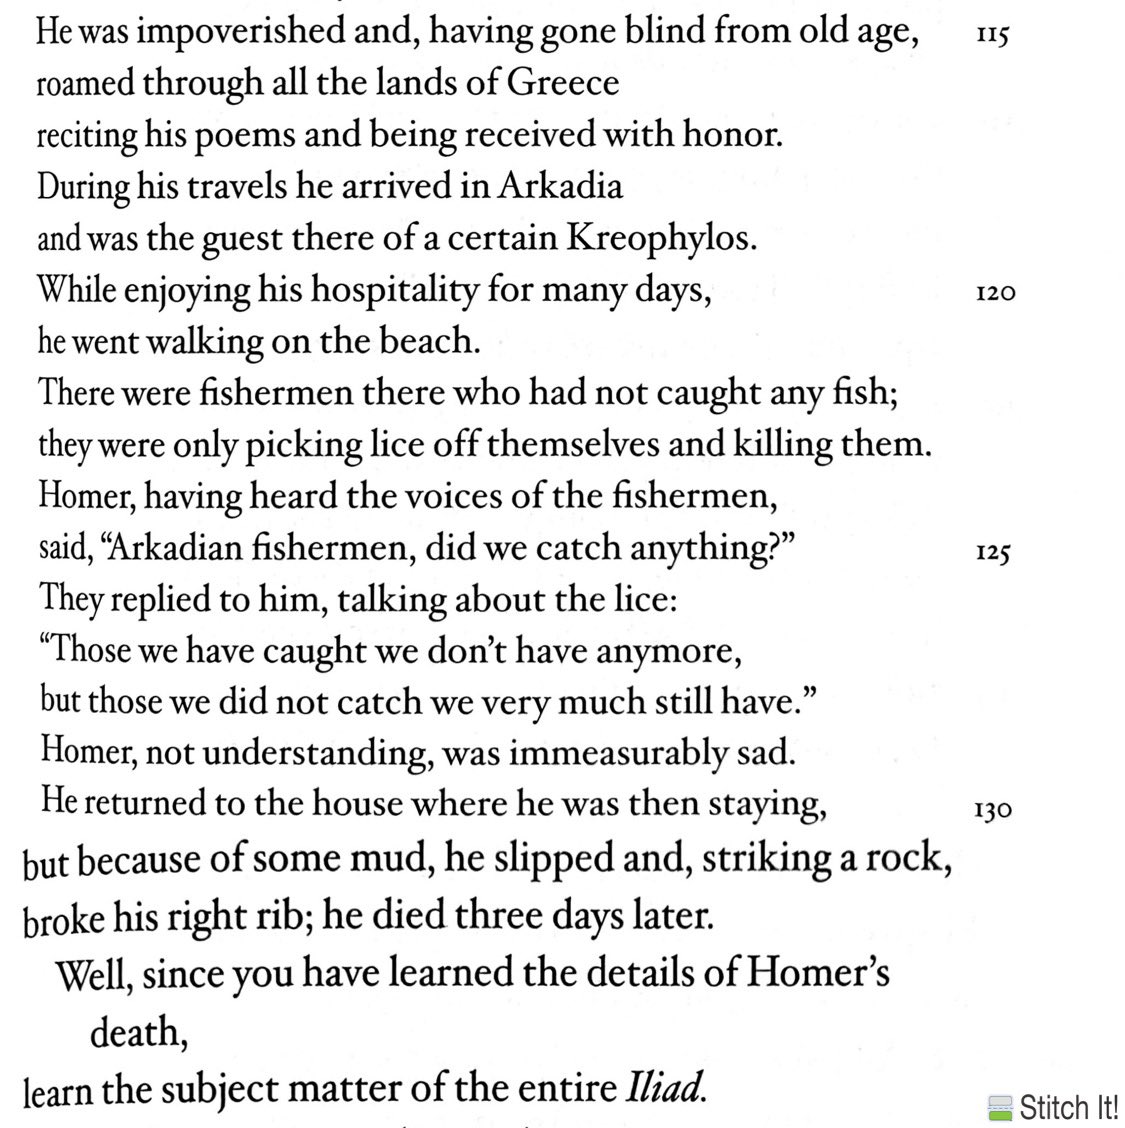 He was impoverished and, having gone blind from old age, 115
roamed through all the lands of Greece
reciting his poems and being received with honor.
During his travels he arrived in Arkadia
and was the guest there of a certain Kreophylos.
While enjoying his hospitality for many days, 120
he went walking on the beach.
There were fishermen there who had not caught any fish;
they were only picking lice off themselves and killing them.
Homer, having heard the voices of the fishermen,
said, “Arkadian fishermen, did we catch anything?” 125
They replied to him, talking about the lice:
“Those we have caught we don’t have anymore,
but those we did not catch we very much still have.”
Homer, not understanding, was immeasurably sad.
He returned to the house where he was then staying, 130
but because of some mud, he slipped and, striking a rock,
broke his right rib; he died three days later.
Well, since you have learned the details of Homer’s
death,
learn the subject matter of the entire Iliad.
Stitch It!